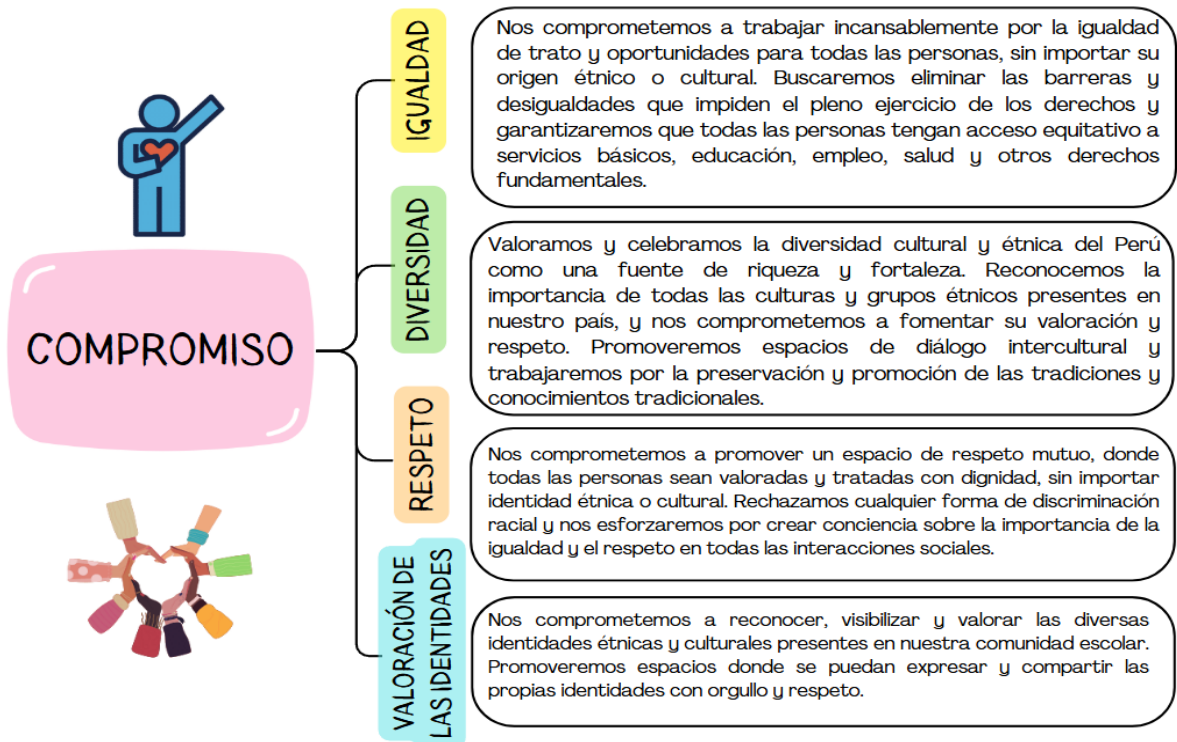 COMPROMISO
IGUALDAD
Nos comprometemos a trabajar incansablemente por la igualdad
de trato y oportunidades para todas las personas, sin importar su
origen étnico o cultural. Buscaremos eliminar las barreras y
desigualdades que impiden el pleno ejercicio de los derechos y
garantizaremos que todas las personas tengan acceso equitativo a
servicios básicos, educación, empleo, salud y otros derechos
fundamentales.
DIVERSIDAD
Valoramos y celebramos la diversidad cultural y étnica del Perú
como una fuente de riqueza y fortaleza. Reconocemos la
importancia de todas las culturas y grupos étnicos presentes en
nuestro país, y nos comprometemos a fomentar su valoración y
respeto. Promoveremos espacios de diálogo intercultural y
trabajaremos por la preservación y promoción de las tradiciones y
conocimientos tradicionales.
RESPETO
Nos comprometemos a promover un espacio de respeto mutuo, donde
todas las personas sean valoradas y tratadas con dignidad, sin importar
identidad étnica o cultural. Rechazamos cualquier forma de discriminación
racial y nos esforzaremos por crear conciencia sobre la importancia de la
igualdad y el respeto en todas las interacciones sociales.
VALORACIÓN DE
LAS IDENTIDADES
Nos comprometemos a reconocer, visibilizar y valorar las diversas
identidades étnicas y culturales presentes en nuestra comunidad escolar.
Promoveremos espacios donde se puedan expresar y compartir las
propias identidades con orgullo y respeto.